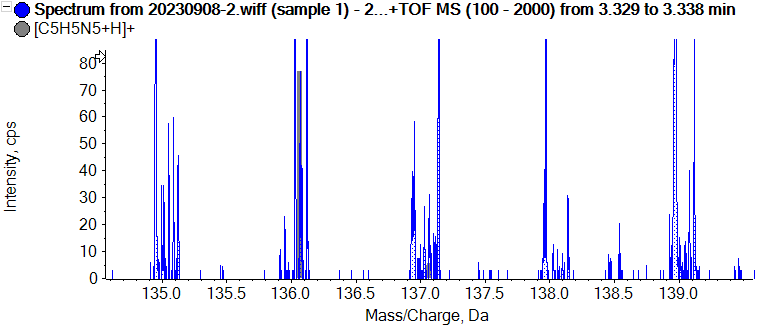 Spectrum from 20230908-2.wiff (sample 1) - 2...+TOF MS (100 - 2000) from 3.329 to 3.338 min
[C5H5N5+H]+
Intensity, cps
80
70
60
50
40
30
20
10
0
135.0 135.5 136.0 136.5 137.0 137.5 138.0 138.5 139.0
Mass/Charge, Da